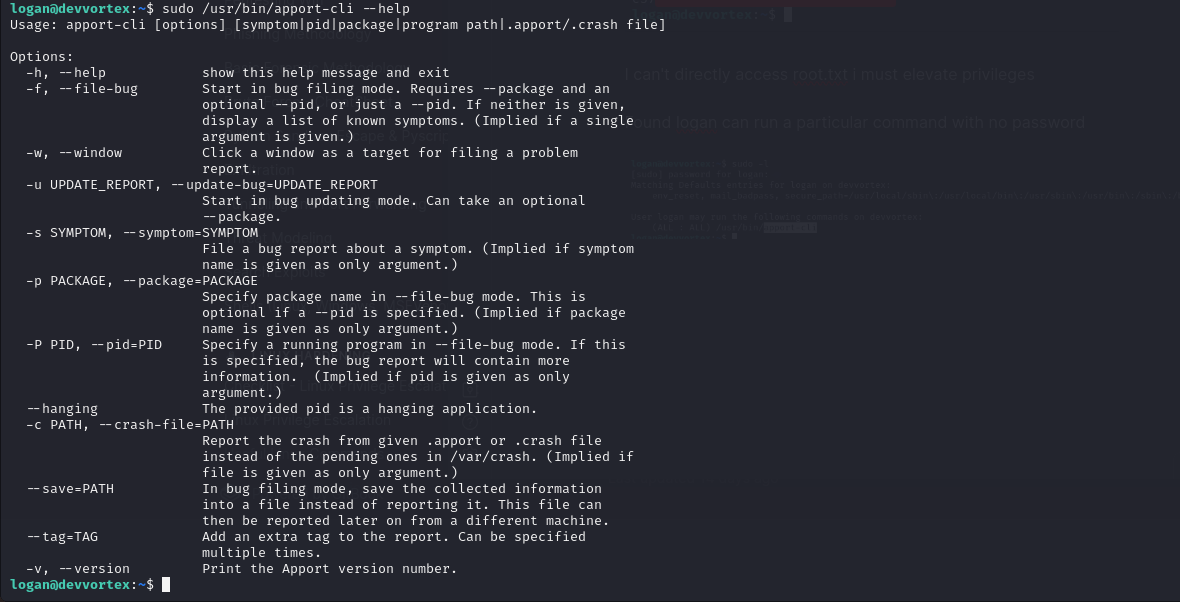 logan@devvortex:~$ sudo /usr/bin/apport-cli --help
Usage: apport-cli [options] [symptom|pid|package|program path|.apport/.crash file]
Options:
-h, --help show this help message and exit
-f, --file-bug Start in bug filing mode. Requires --package and an
optional --pid, or just a --pid. If neither is given,
display a list of known symptoms. (Implied if a single
argument is given.)
-w, --window Click a window as a target for filing a problem
report.
-u UPDATE_REPORT, --update-bug=UPDATE_REPORT
Start in bug updating mode. Can take an optional
--package.
-s SYMPTOM, --symptom=SYMPTOM
File a bug report about a symptom. (Implied if symptom
name is given as only argument.)
-p PACKAGE, --package=PACKAGE
Specify package name in --file-bug mode. This is
optional if a --pid is specified. (Implied if package
name is given as only argument.)
-P PID, --pid=PID Specify a running program in --file-bug mode. If this
is specified, the bug report will contain more
information.  (Implied if pid is given as only
argument.)
--hanging The provided pid is a hanging application.
-c PATH, --crash-file=PATH
Report the crash from given .apport or .crash file
instead of the pending ones in /var/crash. (Implied if
file is given as only argument.)
--save=PATH In bug filing mode, save the collected information
into a file instead of reporting it. This file can
then be reported later on from a different machine.
--tag=TAG Add an extra tag to the report. Can be specified
multiple times.
-v, --version Print the Apport version number.
logan@devvortex:~$
logan@devvortex:~$
I can't directly access root.txt I must elevate privileges
found logan can run a particular command with no password